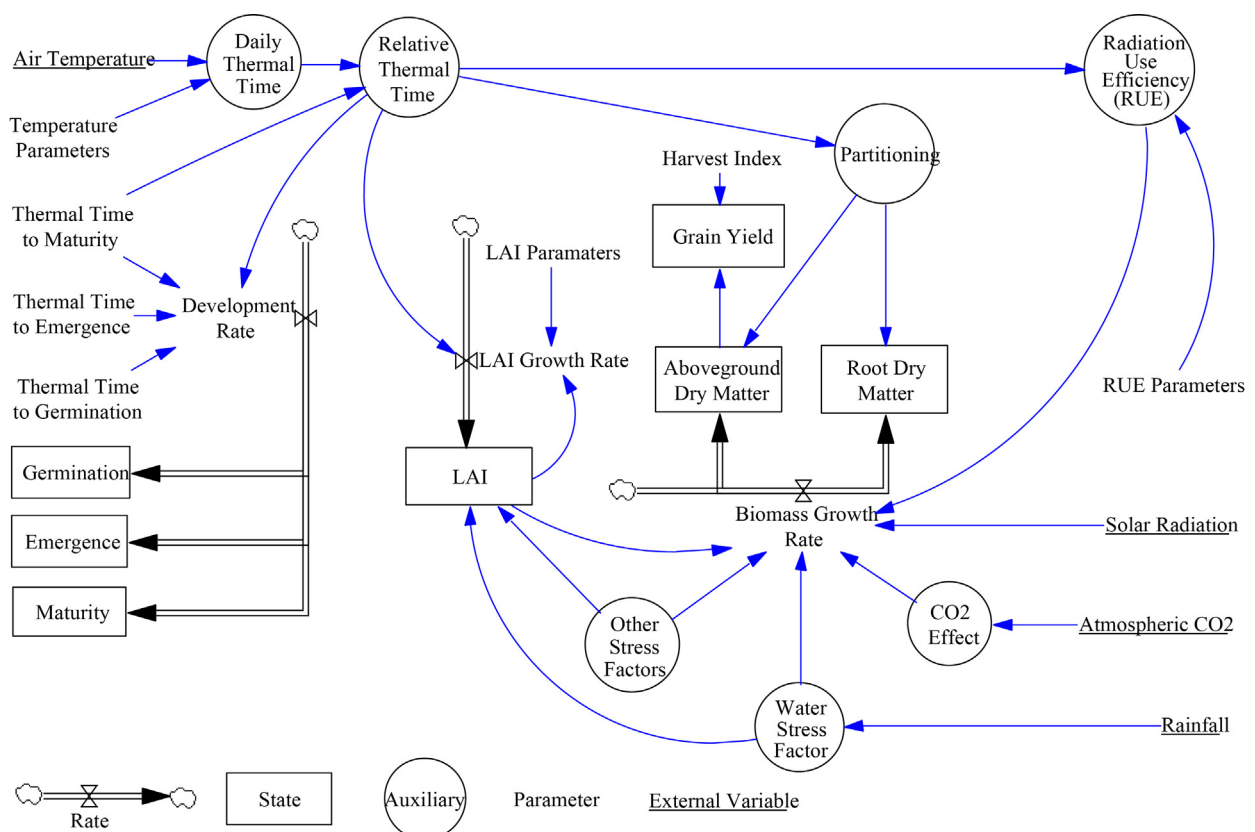 Air Temperature
Daily
Thermal
Time
Relative
Thermal
Time
Radiation
Use
Efficiency
(RUE)
Temperature
Parameters
Partitioning
Harvest Index
Thermal Time
to Maturity
Grain Yield
LAI Paramaters
Thermal Time
to Emergence
Development
Rate
LAI Growth Rate
Aboveground
Dry Matter
Root Dry
Matter
RUE Parameters
Thermal Time
to Germination
Germination
LAI
Emergence
Biomass Growth
Rate
Solar Radiation
Maturity
Other
Stress
Factors
CO2
Effect
Atmospheric CO2
Water
Stress
Factor
Rainfall
Rate
State
Auxiliary
Parameter
External Variable